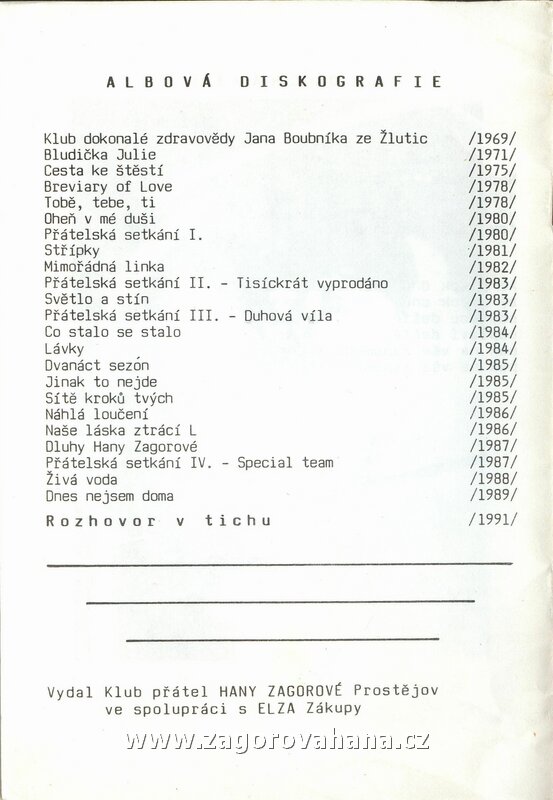 ALBOVÁ DISKOGRAFIE
Klub dokonalé zdravovědy Jana Boubníka ze Žlutic /1969/
Bludička Julie /1971/
Cesta ke štěstí /1975/
Breviary of Love /1978/
Tobě, tebe, ti /1978/
Oheň v mé duši /1980/
Přátelská setkání I. /1980/
Střípky /1981/
Mimořádná linka /1982/
Přátelská setkání II. - Tisíckrát vyprodáno /1983/
Světlo a stín /1983/
Přátelská setkání III. - Duhová víla /1983/
Co stalo se stalo /1984/
Lávky /1984/
Dvanáct sezón /1985/
Jinak to nejde /1985/
Sítě kroků tvých /1985/
Náhlá loučení /1986/
Naše láska ztrácí L /1986/
Dluhy Hany Zagorové /1987/
Přátelská setkání IV. - Special team /1987/
Živá voda /1988/
Dnes nejsem doma /1989/
Rozhovor v tichu /1991/
Vydal Klub přátel HANY ZAGOROVÉ Prostějov
ve spolupráci s ELZA Zákupy
www.zagorovahana.cz